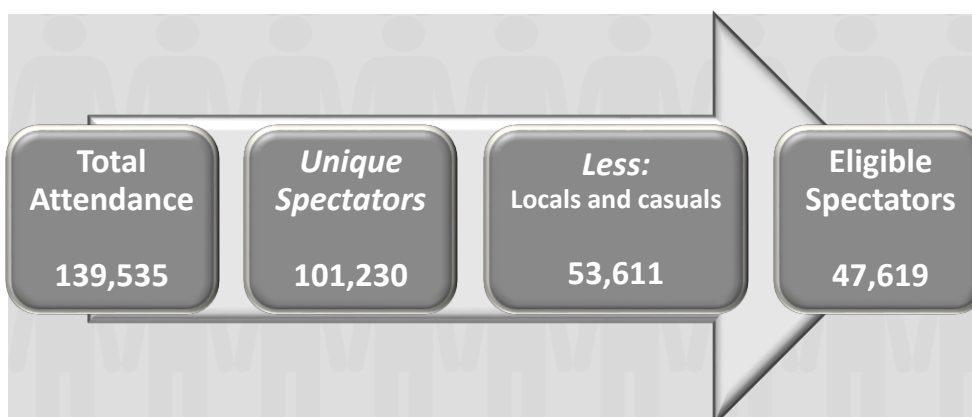 Total
Attendance
139,535
Unique
Spectators
101,230
Less:
Locals and casuals
53,611
Eligible
Spectators
47,619